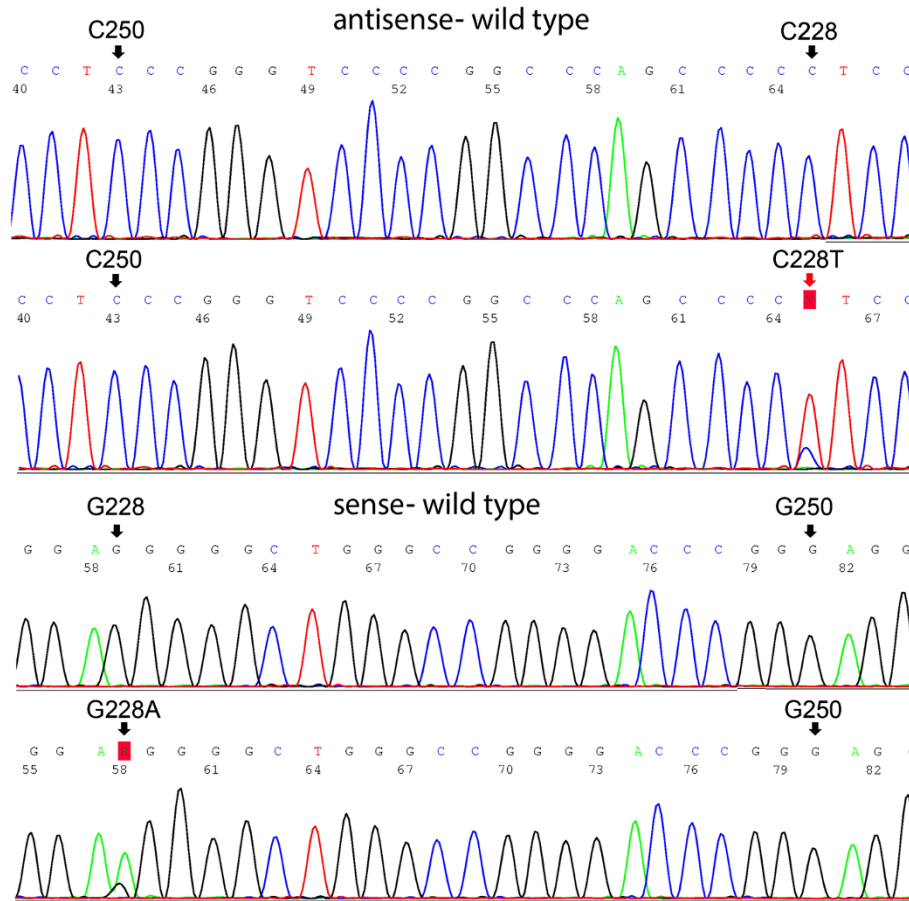 C250 antisense- wild type C228
C C T C C C G G G T C C C C G G C C C A G C C C C C T C C
40 43 46 49 52 55 58 61 64
C250 C228T
C C T C C C G G G T C C C C G G C C C A G C C C C Y T C C
40 43 46 49 52 55 58 61 64 67
G228 sense- wild type G250
G G A G G G G G C T G G G C C G G G G A C C C G G G A G G
58 61 64 67 70 73 76 79 82
G228A G250
G G A R G G G G C T G G G C C G G G G A C C C G G G A G
55 58 61 64 67 70 73 76 79 82